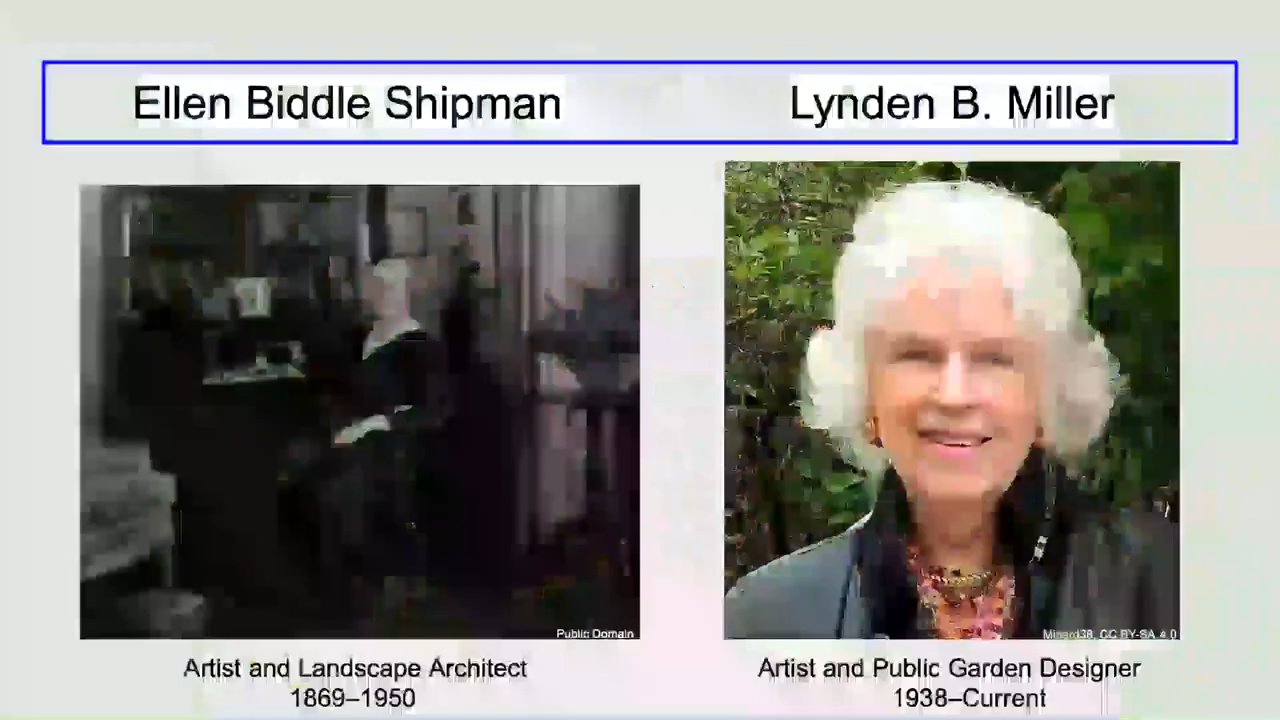 Ellen Biddle Shipman
Lynden B. Miller
Public Domain
CC BY-SA 4.0
Artist and Landscape Architect
1869–1950
Artist and Public Garden Designer
1938–Current